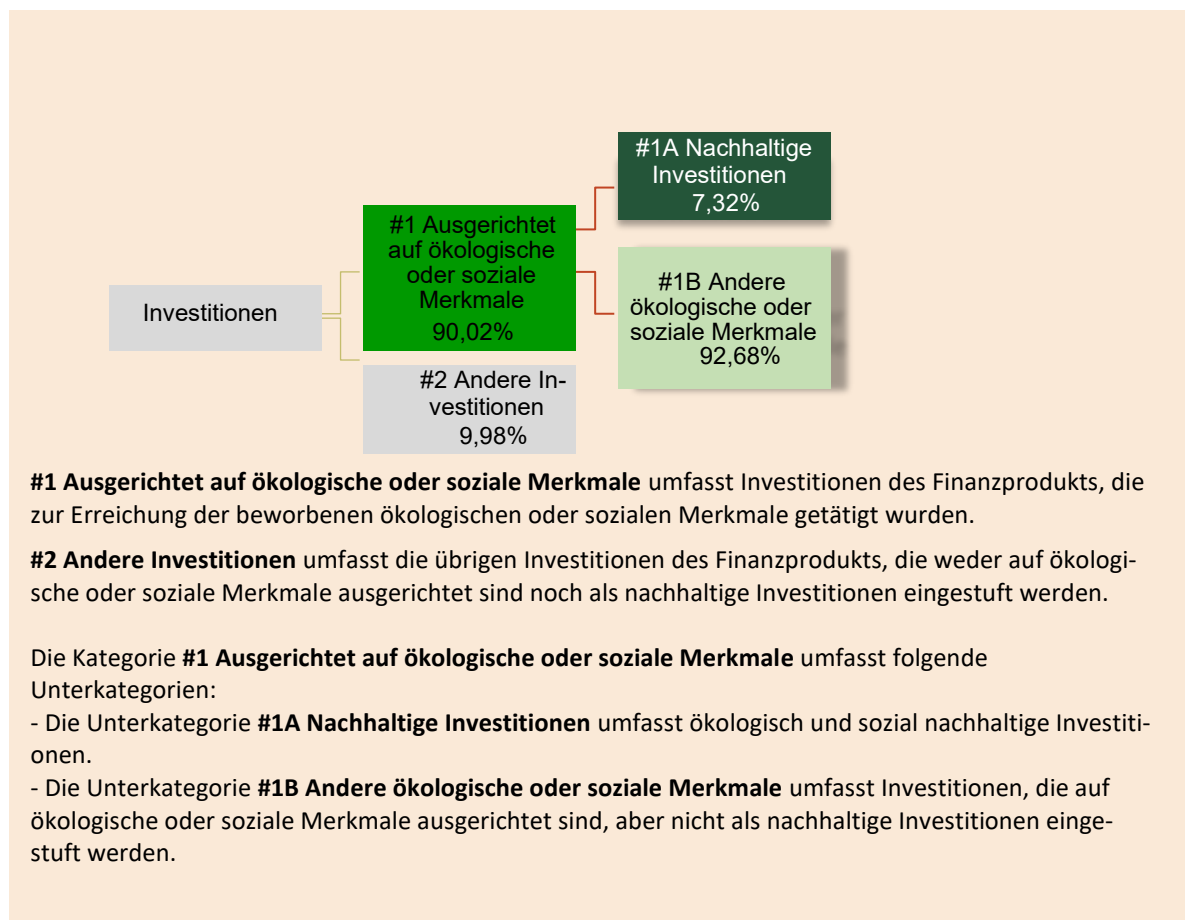 #1A Nachhaltige
Investitionen
7,32%
#1 Ausgerichtet
auf ökologische
oder soziale
Merkmale
90,02%
#1B Andere
ökologische oder
soziale Merkmale
92,68%
Investitionen
#2 Andere In-
vestitionen
9,98%
#1 Ausgerichtet auf ökologische oder soziale Merkmale umfasst Investitionen des Finanzprodukts, die
zur Erreichung der beworbenen ökologischen oder sozialen Merkmale getätigt wurden.
#2 Andere Investitionen umfasst die übrigen Investitionen des Finanzprodukts, die weder auf ökologi-
sche oder soziale Merkmale ausgerichtet sind noch als nachhaltige Investitionen eingestuft werden.
Die Kategorie #1 Ausgerichtet auf ökologische oder soziale Merkmale umfasst folgende
Unterkategorien:
- Die Unterkategorie #1A Nachhaltige Investitionen umfasst ökologisch und sozial nachhaltige Investiti-
onen.
- Die Unterkategorie #1B Andere ökologische oder soziale Merkmale umfasst Investitionen, die auf
ökologische oder soziale Merkmale ausgerichtet sind, aber nicht als nachhaltige Investitionen einge-
stuft werden.